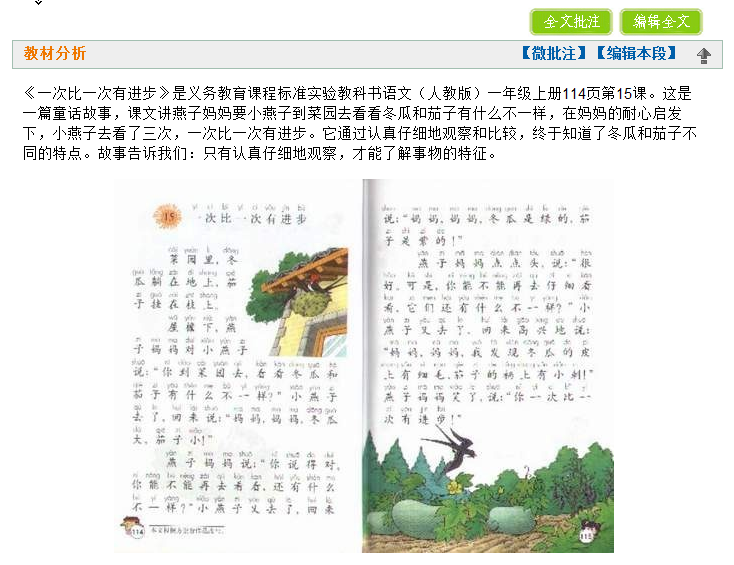 全文批注 编辑全文
教材分析 【微批注】【编辑本段】
《一次比一次有进步》是义务教育课程标准实验教科书语文（人教版）一年级上册114页第15课。这是
一篇童话故事，课文讲燕子妈妈要小燕子到菜园去看看冬瓜和茄子有什么不一样，在妈妈的耐心启发
下，小燕子去看了三次，一次比一次有进步。它通过认真仔细地观察和比较，终于知道了冬瓜和茄子不
同的特点。故事告诉我们：只有认真仔细地观察，才能了解事物的特征。
15 一次比一次有进步
菜园里，冬
瓜躺在地上，茄
子挂在枝上。
屋檐下，燕
子妈妈对小燕子
说：“你到菜园去，看看冬瓜和
茄子有什么不一样？”小燕子
去了，回来说：“妈妈，妈妈，冬瓜
大，茄子小！”
燕子妈妈说：“你说得对。
你能不能再去看看，还有什么
不一样？”小燕子又去了，回来
114
说：“妈妈，妈妈，冬瓜是绿的，茄
子是紫的！”
燕子妈妈点点头，说：“很
好。可是，你能不能再去仔细看
看，它们还有什么不一样？”小
燕子又去了，回来高兴地说：
“妈妈，妈妈，我发现冬瓜的皮
上有细毛，茄子的柄上有小刺！”
燕子妈妈笑了，说：“你一次比一
次有进步！”
115